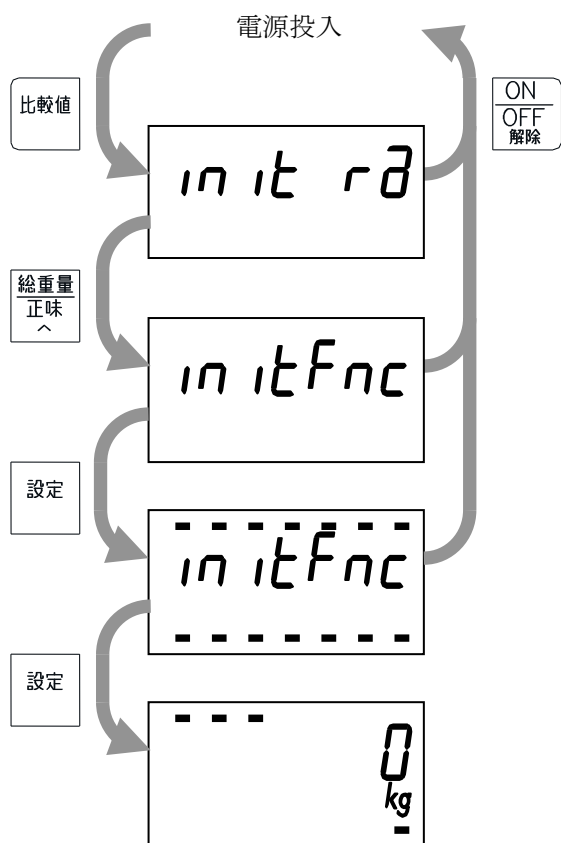 電源投入
比較値
ON
OFF
解除
init rd
総重量
正味
へ
initFnc
設定
initFnc
設定
0
kg